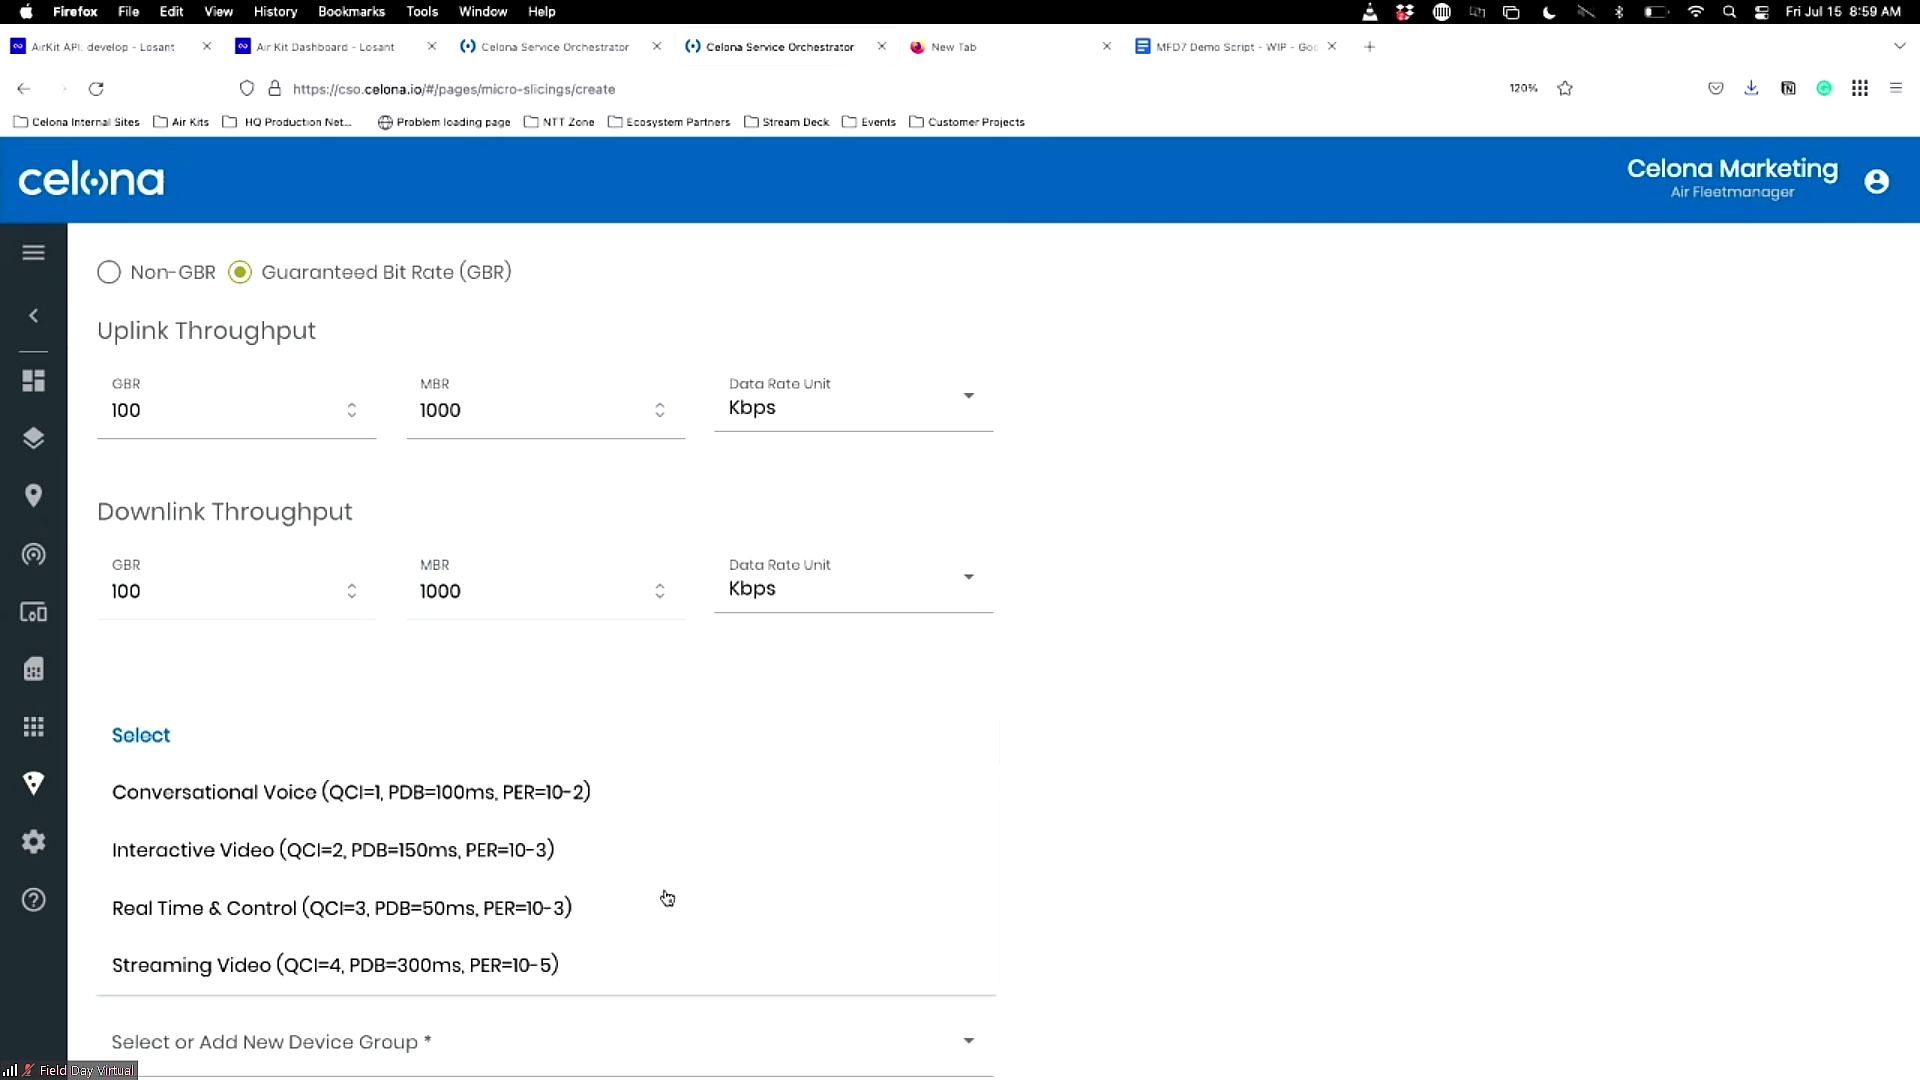 Firefox File Edit View History Bookmarks Tools Window Help Fri Jul 15 8:59 AM
AirKit API: develop - Losant Air Kit Dashboard - Losant Celona Service Orchestrator Celona Service Orchestrator New Tab MFD7 Demo Script - WIP - Goo
https://cso.celona.io/#/pages/micro-slicings/create 120%
Celona Internal Sites Air Kits HQ Production Net... Problem loading page NTT Zone Ecosystem Partners Stream Deck Events Customer Projects
celona
Celona Marketing
Air Fleetmanager
Non-GBR Guaranteed Bit Rate (GBR)
Uplink Throughput
GBR MBR Data Rate Unit
100 1000 Kbps
Downlink Throughput
GBR MBR Data Rate Unit
100 1000 Kbps
Select
Conversational Voice (QCI=1, PDB=100ms, PER=10-2)
Interactive Video (QCI=2, PDB=150ms, PER=10-3)
Real Time & Control (QCI=3, PDB=50ms, PER=10-3)
Streaming Video (QCI=4, PDB=300ms, PER=10-5)
Select or Add New Device Group *
Field Day Virtual